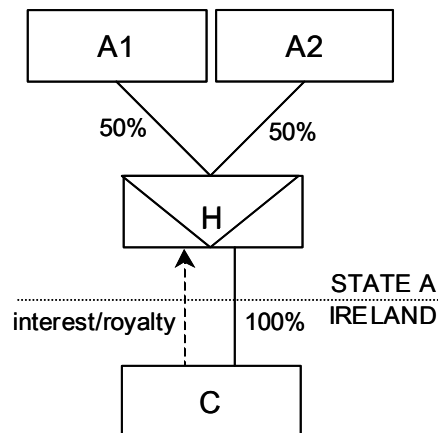 A1 A2
50% 50%
H
STATE A
interest/royalty 100% IRELAND
C